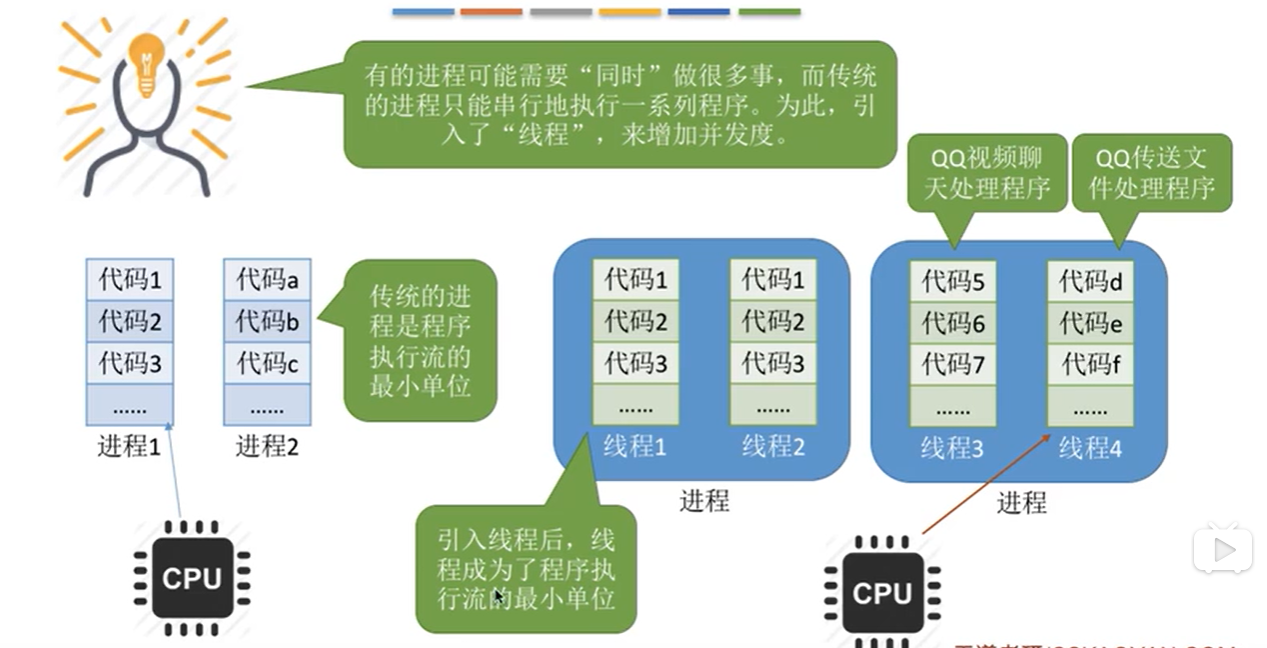 有的进程可能需要“同时”做很多事，而传统
的进程只能串行地执行一系列程序。为此，引
入了“线程”，来增加并发度。
QQ视频聊
天处理程序
QQ传送文
件处理程序
代码1
代码2
代码3
……
进程1
代码a
代码b
代码c
……
进程2
传统的进
程是程序
执行流的
最小单位
代码1
代码2
代码3
……
线程1
代码1
代码2
代码3
……
线程2
进程
代码5
代码6
代码7
……
线程3
代码d
代码e
代码f
……
线程4
进程
引入线程后，线
程成为了程序执
行流的最小单位
CPU
CPU